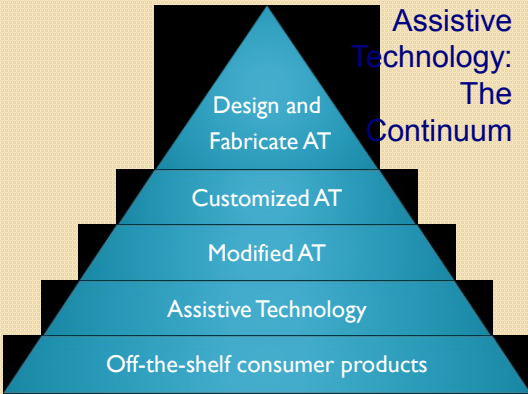 Assistive
Technology:
The
Continuum
Design and
Fabricate AT
Customized AT
Modified AT
Assistive Technology
Off-the-shelf consumer products